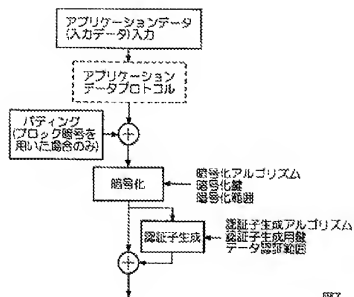 アプリケーションデータ
(入力データ)入力
アプリケーション
データプロトコル
パディング
(ブロック暗号を
用いた場合のみ)
暗号化
暗号化アルゴリズム
暗号化鍵
暗号化範囲
認証子生成
認証子生成アルゴリズム
認証子生成用鍵
データ認証範囲